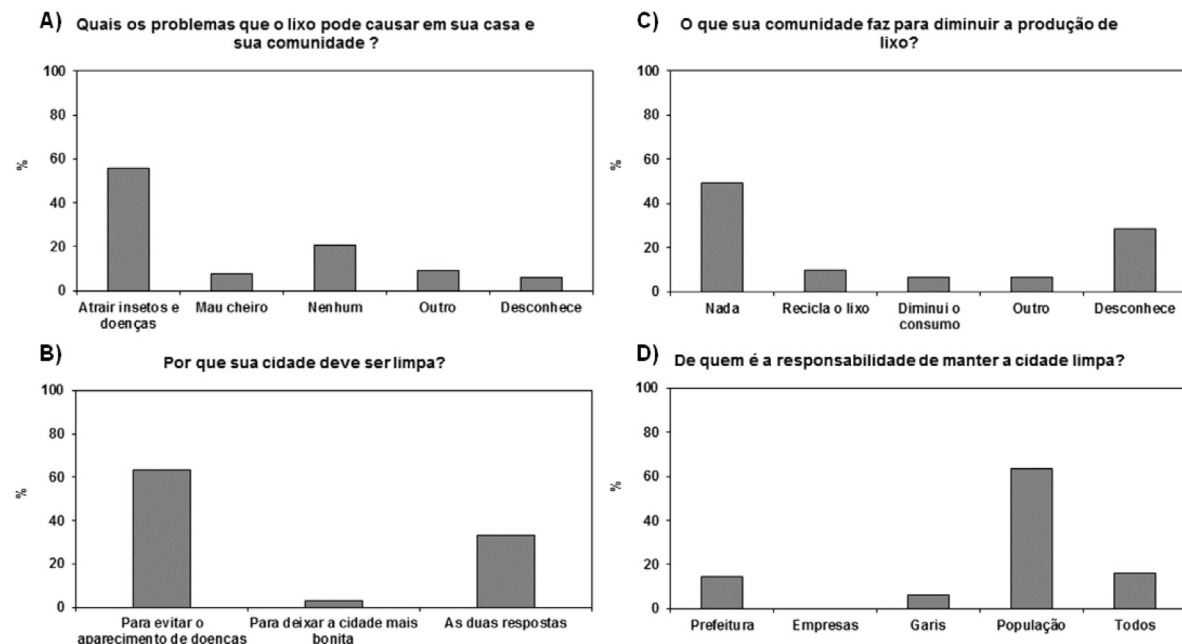 A) Quais os problemas que o lixo pode causar em sua casa e
sua comunidade ?
100
80
60
40
20
0
%
Atrair insetos e
doenças
Mau cheiro
Nenhum
Outro
Desconhece
B) Por que sua cidade deve ser limpa?
100
80
60
40
20
0
%
Para evitar o
aparecimento de doenças
Para deixar a cidade mais
bonita
As duas respostas
C) O que sua comunidade faz para diminuir a produção de
lixo?
100
80
60
40
20
0
%
Nada
Recicla o lixo
Diminui o
consumo
Outro
Desconhece
D) De quem é a responsabilidade de manter a cidade limpa?
100
80
60
40
20
0
%
Prefeitura
Empresas
Garis
População
Todos